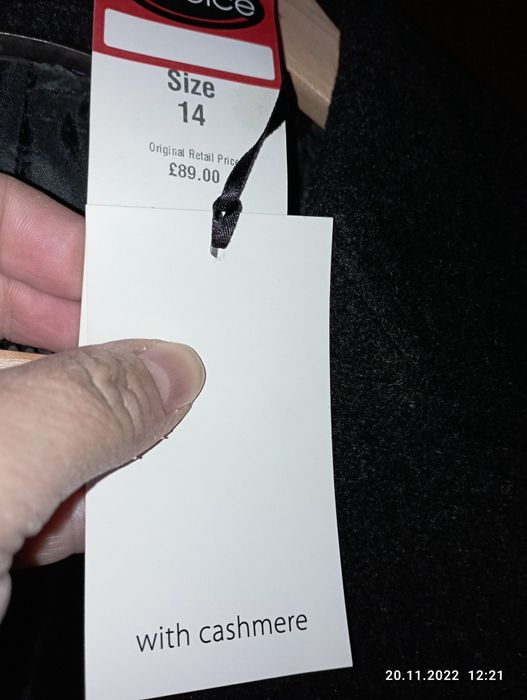 Size
14
Original Retail Price
£89.00
with cashmere
20.11.2022 12:21